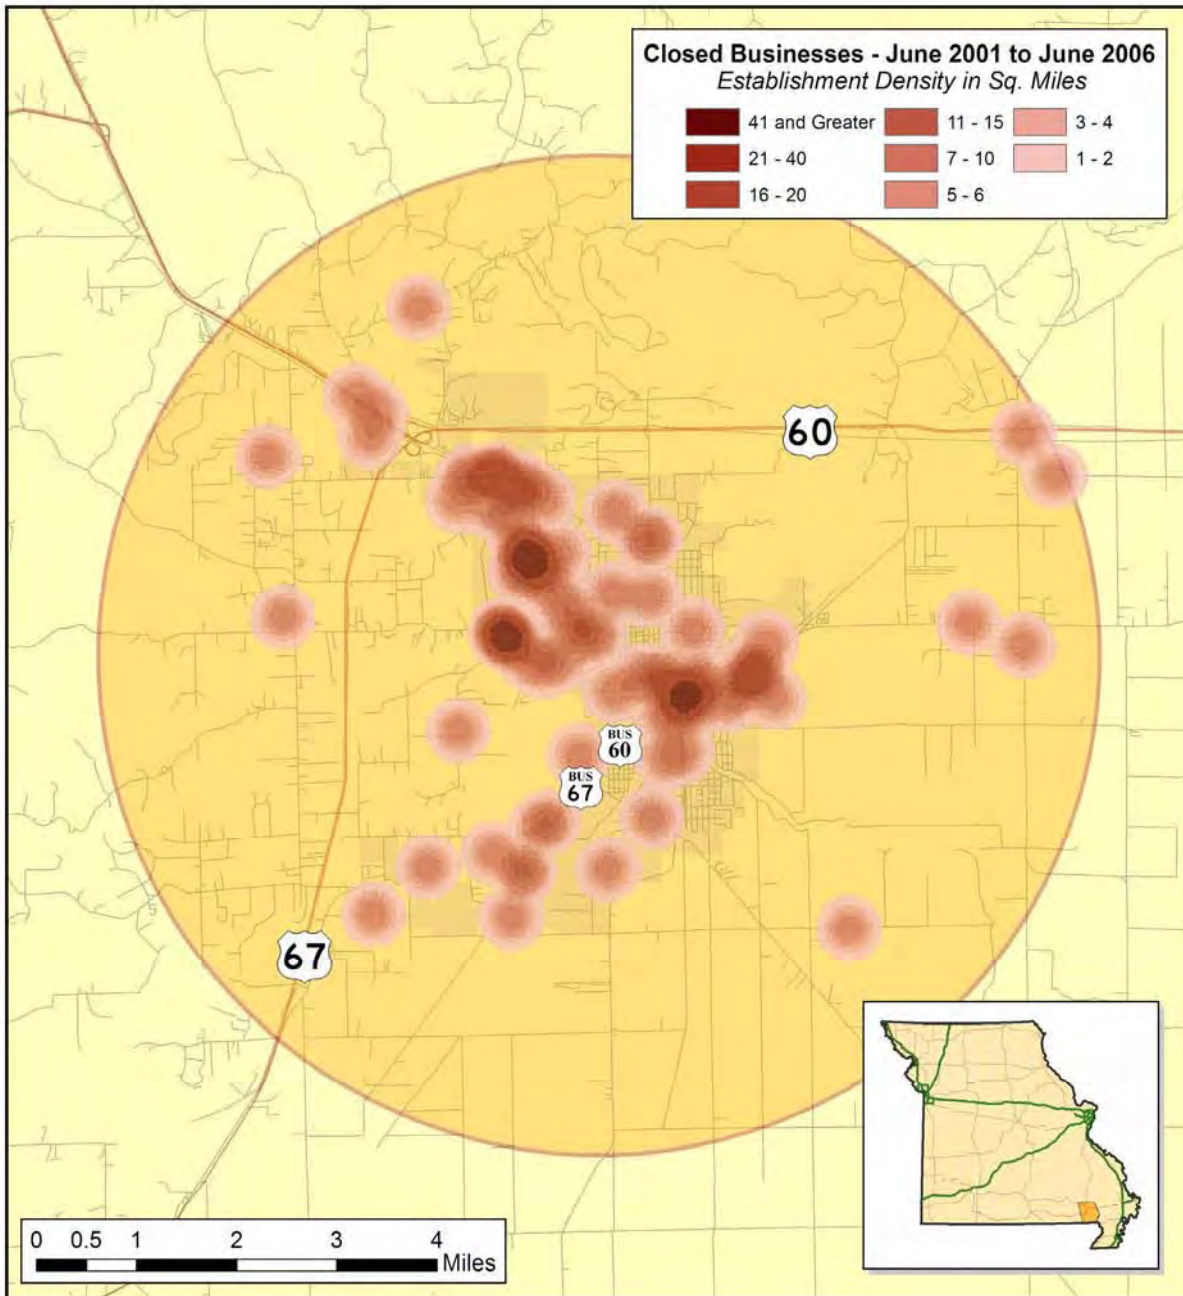 Closed Businesses - June 2001 to June 2006
Establishment Density in Sq. Miles
41 and Greater
11 - 15
3 - 4
21 - 40
7 - 10
1 - 2
16 - 20
5 - 6
60
BUS
60
BUS
67
67
0 0.5 1 2 3 4
Miles